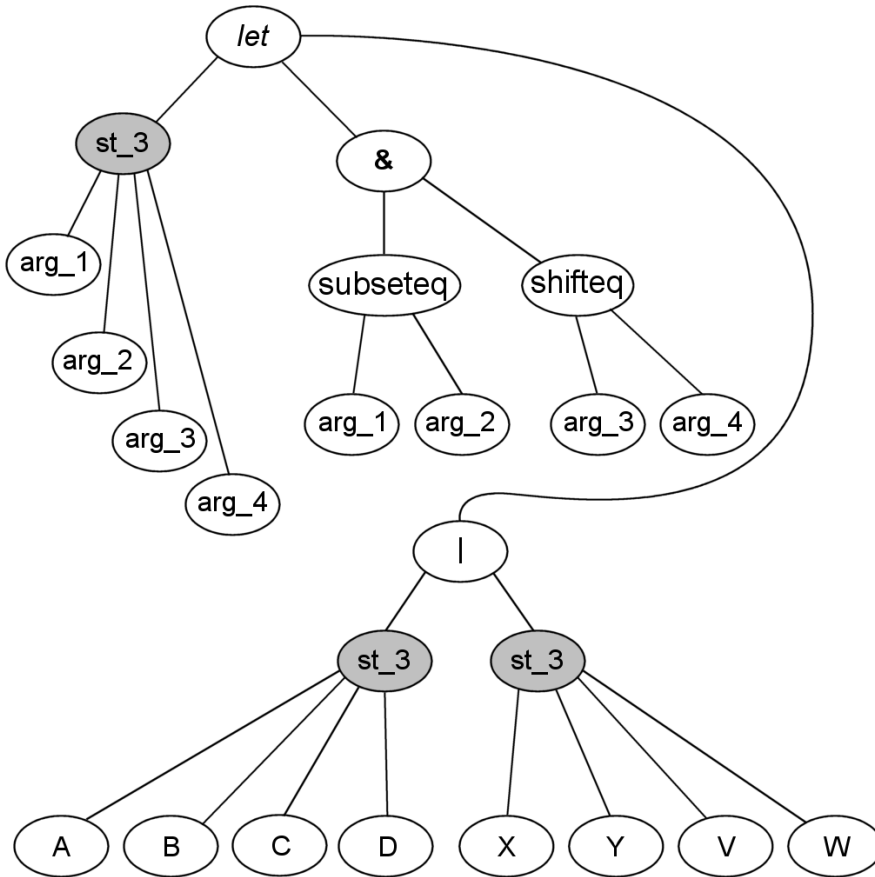 let
st_3
&
arg_1
subseteq
shifteq
arg_2
arg_1
arg_2
arg_3
arg_4
arg_3
arg_4
|
st_3
st_3
A
B
C
D
X
Y
V
W